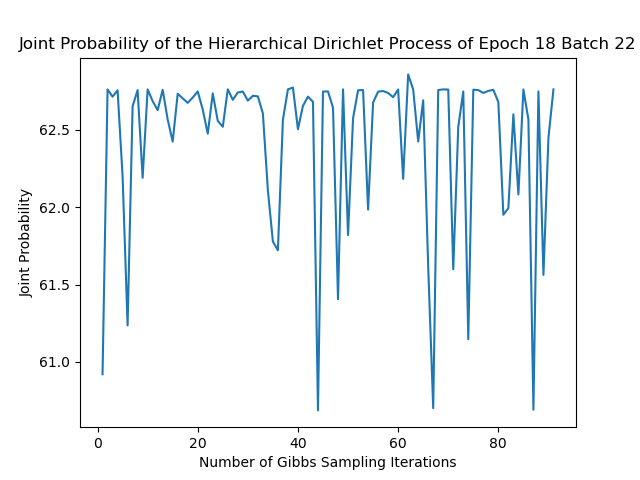 Joint Probability of the Hierarchical Dirichlet Process of Epoch 18 Batch 22
Joint Probability
62.5
62.0
61.5
61.0
0 20 40 60 80
Number of Gibbs Sampling Iterations